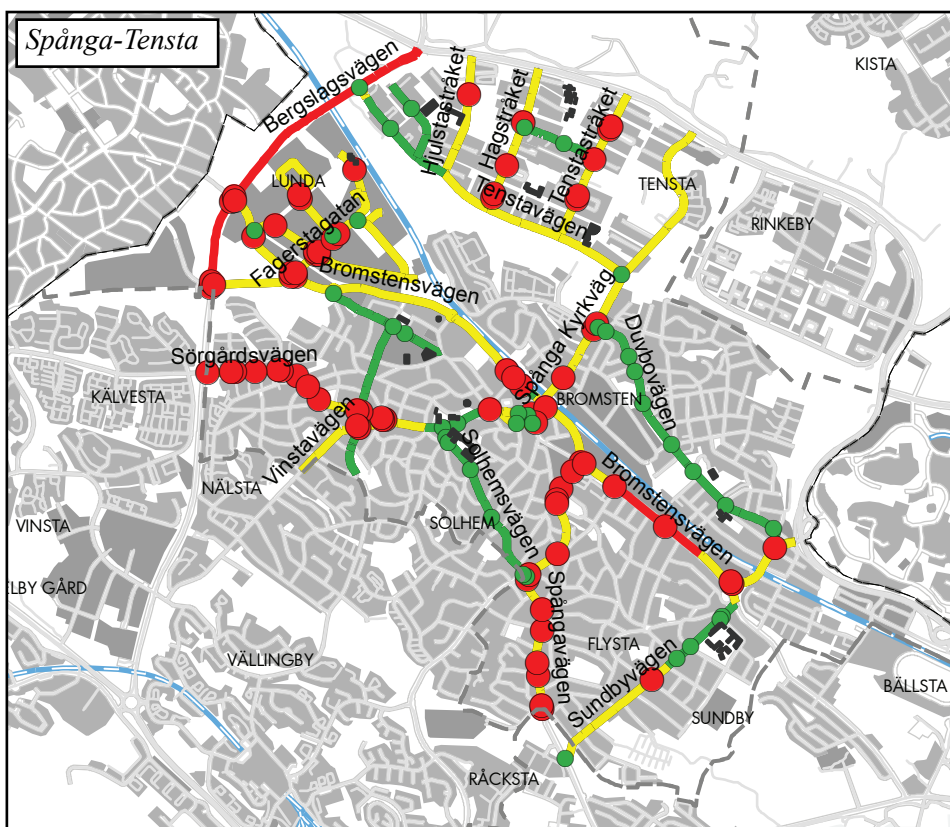 Spånga-Tensta
KISTA
Bergslagsvägen
Hjulstastråket
Hagstråket
Tenstastråket
LUNDA
TENSTA
Tenstavägen
RINKEBY
Fagerstagatan
Bromstensvägen
Spånga Kyrkväg
Duvbovägen
Sörgårdsvägen
KÄLVESTA
BROMSTEN
Vinstavägen
NÄLSTA
Solhemsvägen
Bromstensvägen
VINSTA
SOLHEM
ELBY GÅRD
Spångavägen
FLYSTA
VÄLLINGBY
Sundbyvägen
BÄLLSTA
SUNDBY
RÅCKSTA